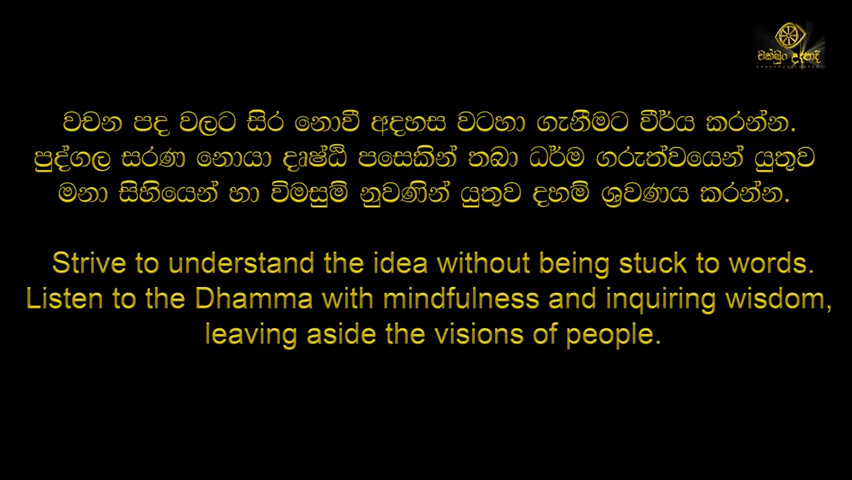 චක්ඛුං උදපාදි
වචන පද වලට සිර නොවී අදහස වටහා ගැනීමට වීර්ය කරන්න.
පුද්ගල සරණ නොයා දෘෂ්ඨි පසෙකින් තබා ධර්ම ගරුත්වයෙන් යුතුව
මනා සිහියෙන් හා විමසුම් නුවණින් යුතුව දහම් ශ්‍රවණය කරන්න.
Strive to understand the idea without being stuck to words.
Listen to the Dhamma with mindfulness and inquiring wisdom,
leaving aside the visions of people.